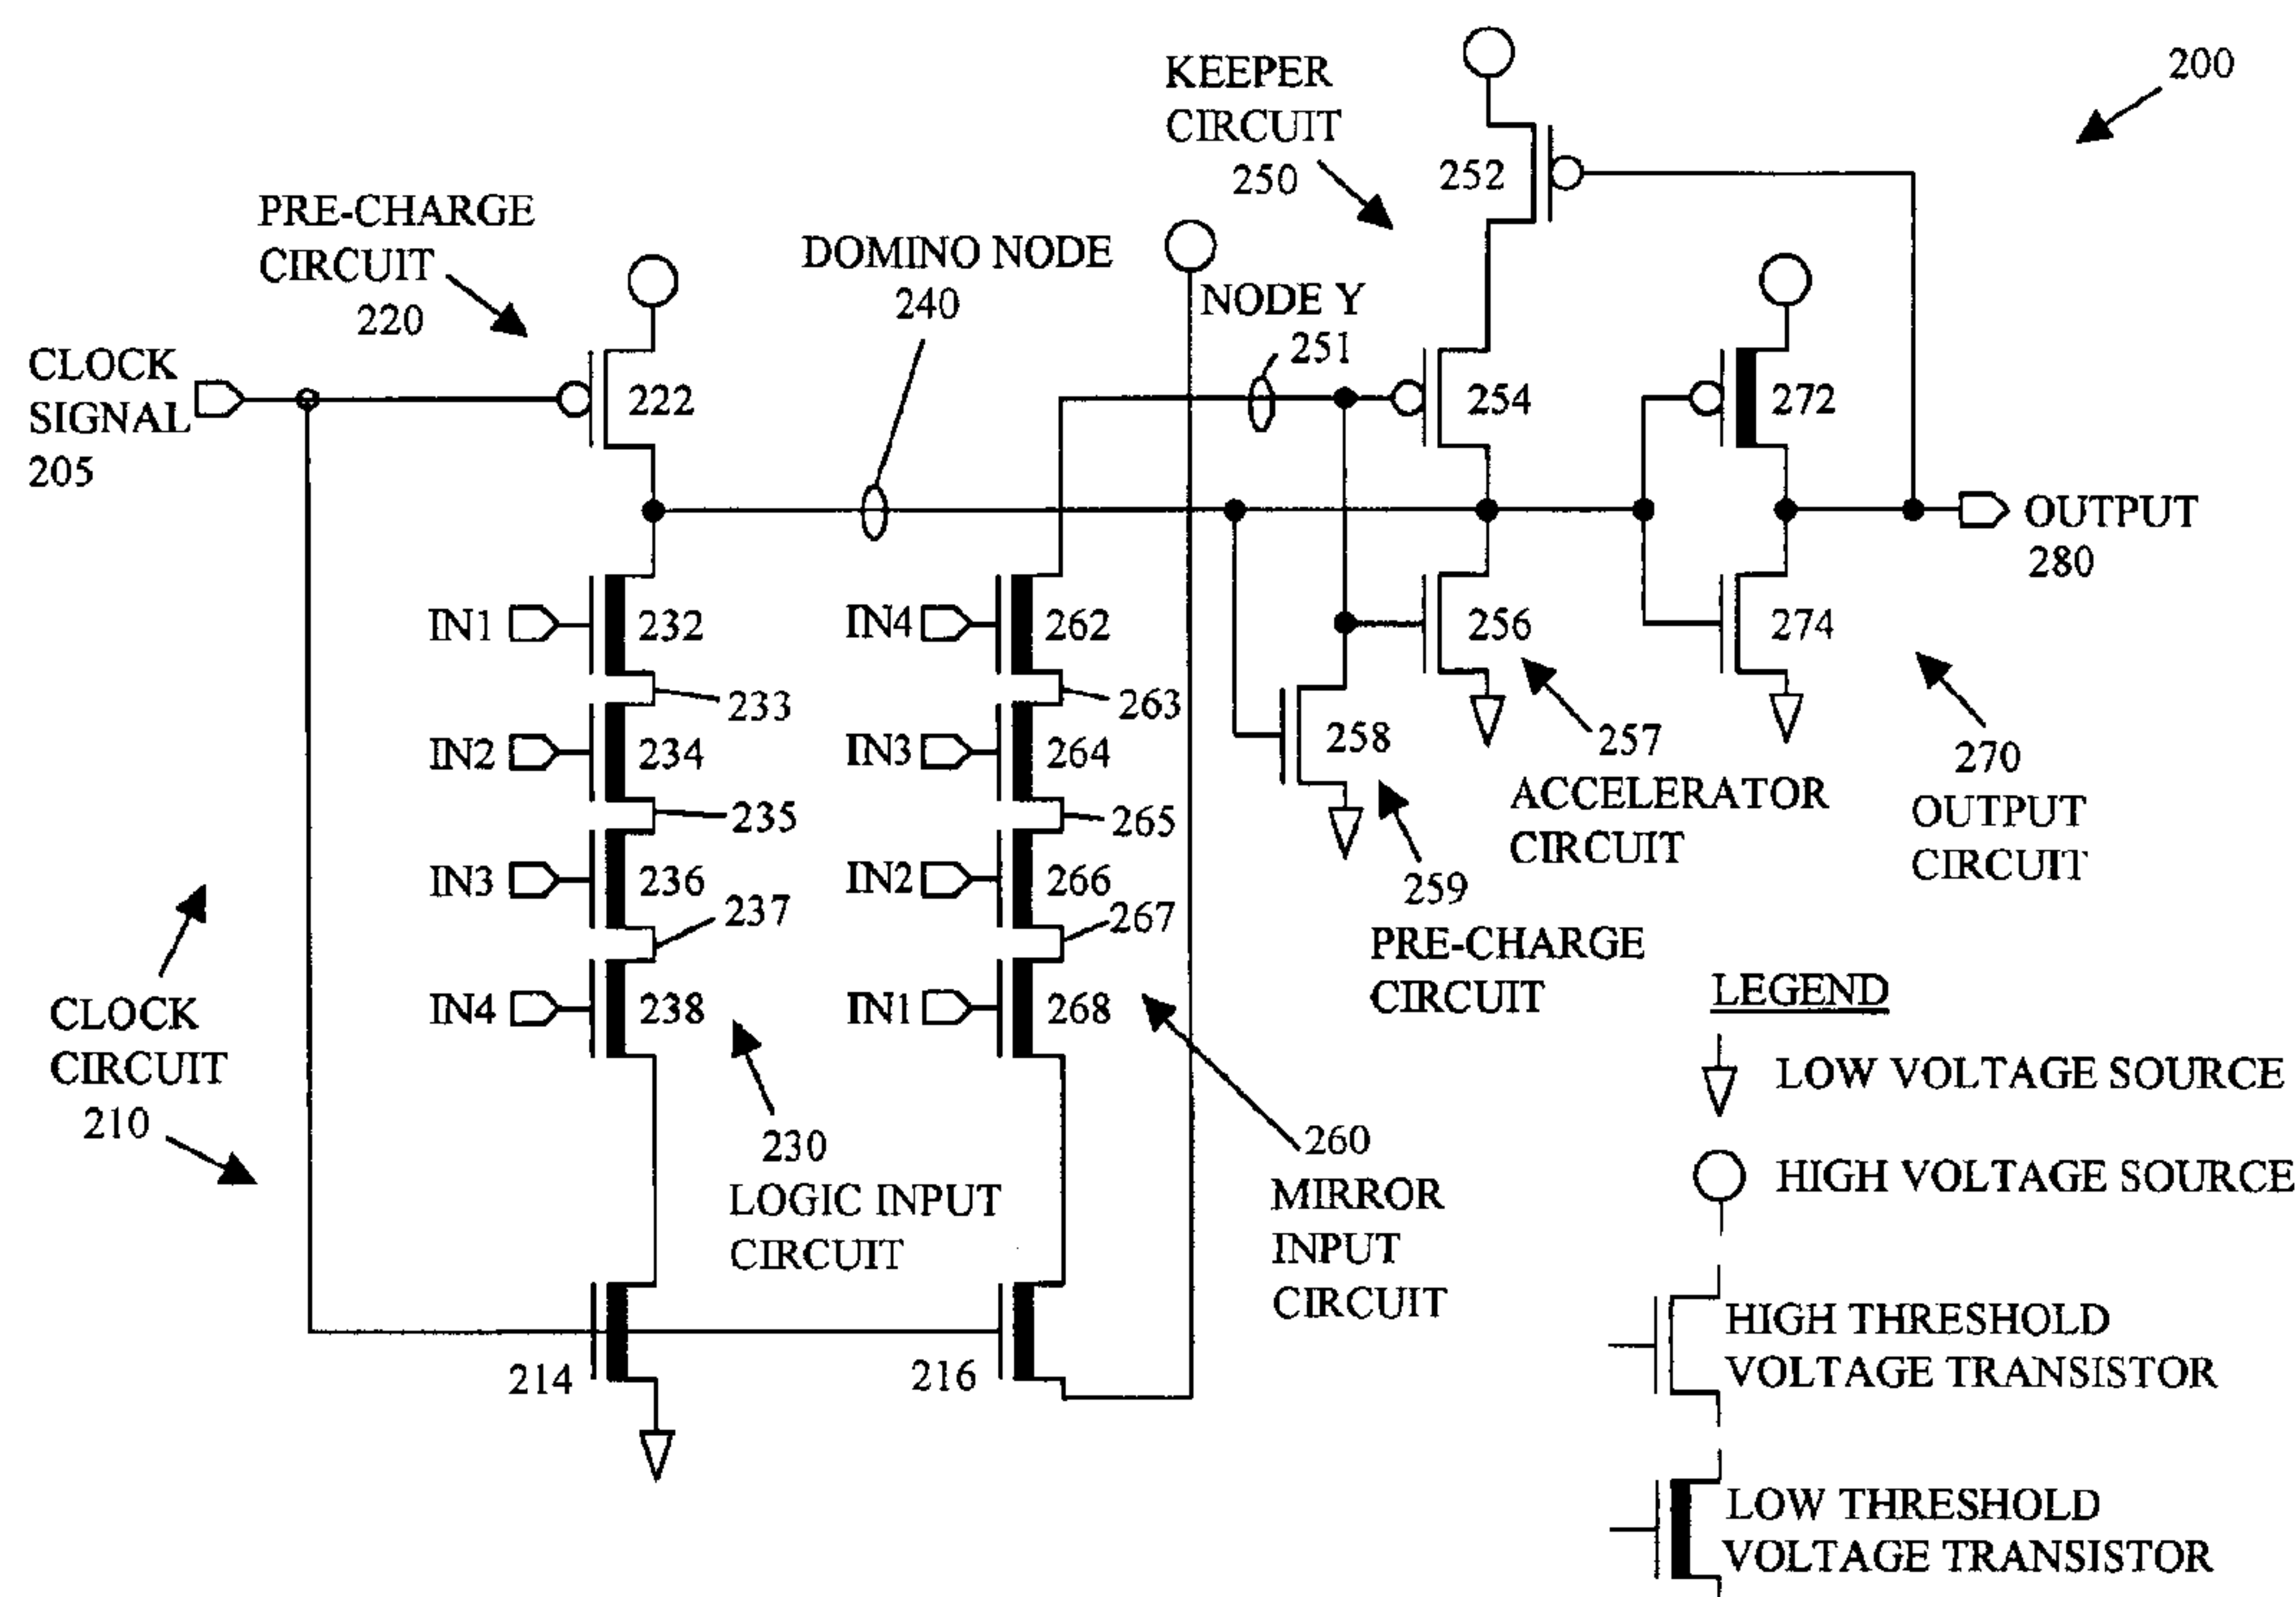 KEEPER
CIRCUIT
250
252
200
PRE-CHARGE
CIRCUIT
220
DOMINO NODE
240
NODE Y
251
CLOCK
SIGNAL
205
222
254
272
OUTPUT
280
IN1
232
IN4
262
256
274
233
263
IN2
234
IN3
264
258
257
ACCELERATOR
CIRCUIT
270
OUTPUT
CIRCUIT
235
265
IN3
236
IN2
266
259
PRE-CHARGE
CIRCUIT
237
267
IN4
238
IN1
268
CLOCK
CIRCUIT
210
230
LOGIC INPUT
CIRCUIT
260
MIRROR
INPUT
CIRCUIT
214
216
LEGEND
LOW VOLTAGE SOURCE
HIGH VOLTAGE SOURCE
HIGH THRESHOLD
VOLTAGE TRANSISTOR
LOW THRESHOLD
VOLTAGE TRANSISTOR